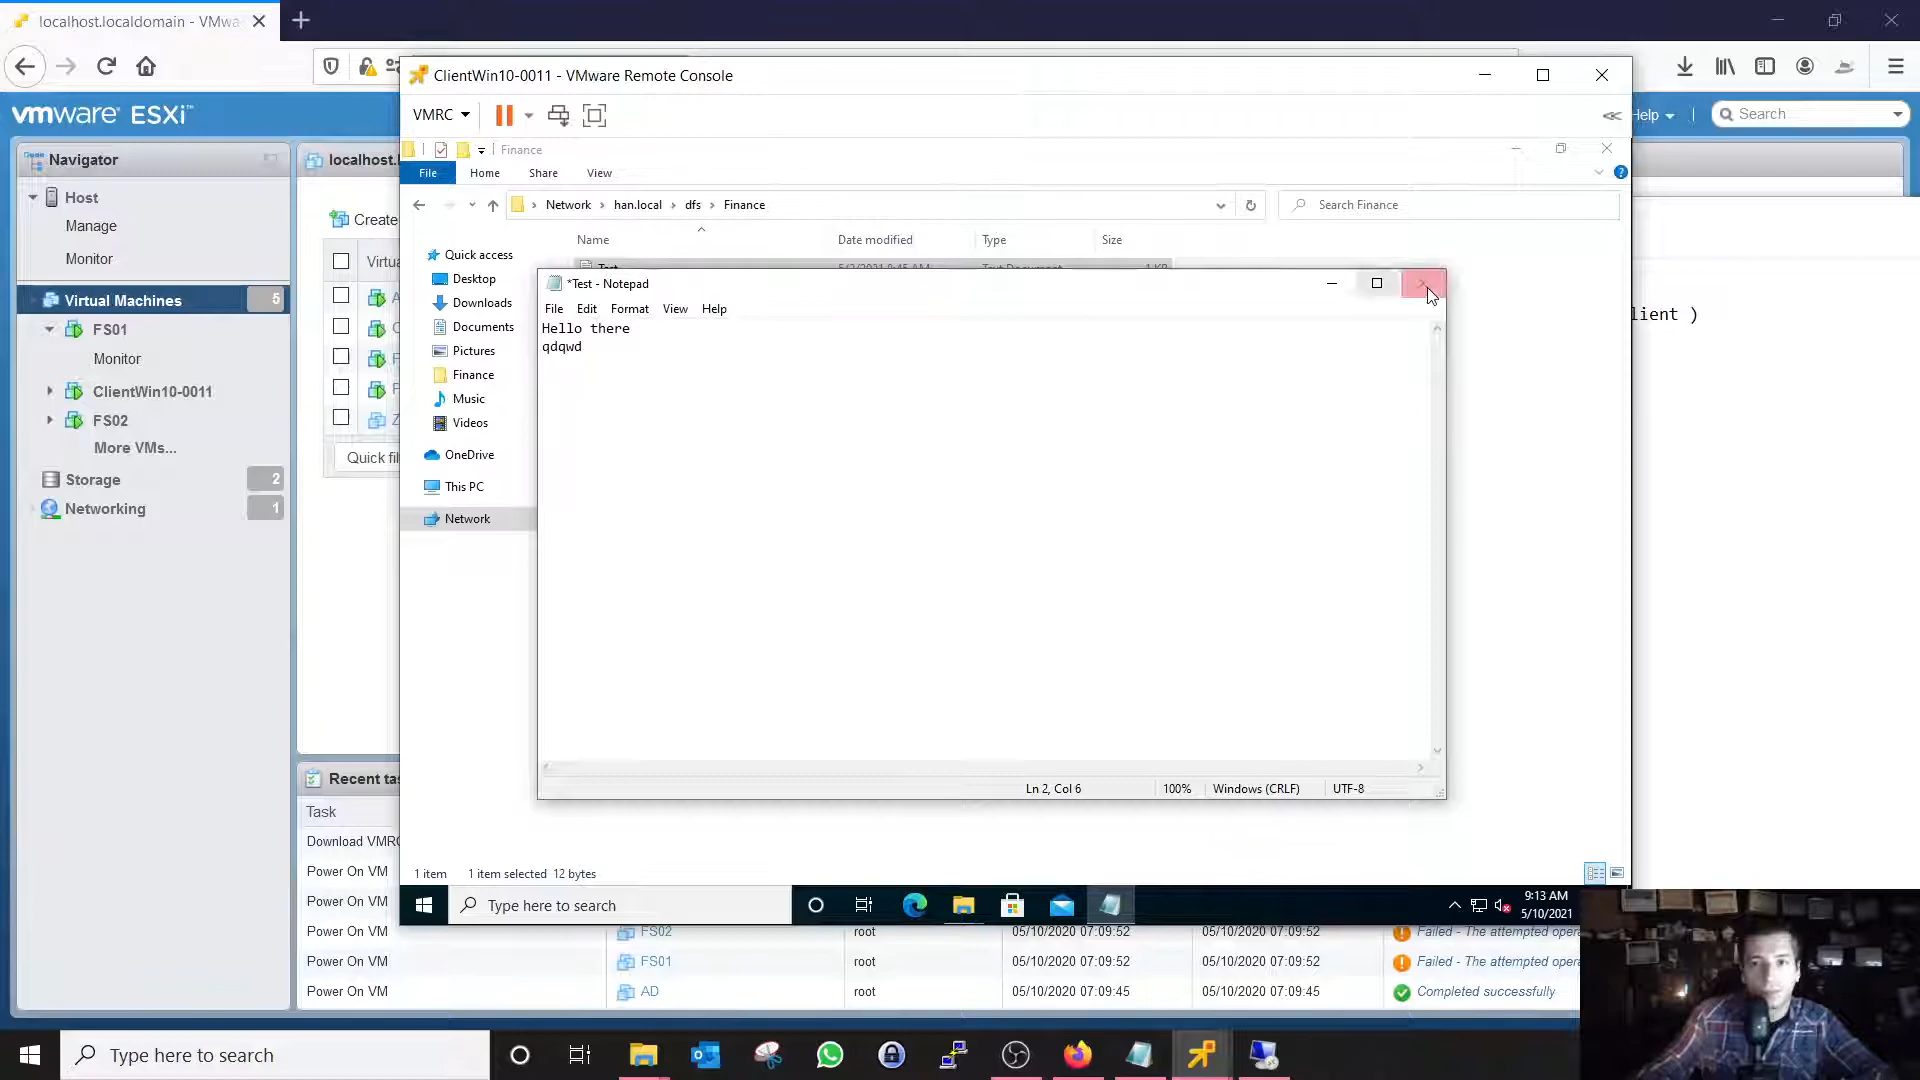 localhost.localdomain - VMwa
ClientWin10-0011 - VMware Remote Console
vmware ESXi
VMRC
Help
Search
Navigator
localhost.
Finance
File
Home
Share
View
Host
Manage
Monitor
Create
Network
han.local
dfs
Finance
Search Finance
Name
Date modified
Type
Size
Virtua
Virtual Machines
5
FS01
Monitor
ClientWin10-0011
FS02
More VMs...
Storage
2
Networking
1
Quick fil
Quick access
Desktop
Downloads
Documents
Pictures
Finance
Music
Videos
OneDrive
This PC
Network
*Test - Notepad
File
Edit
Format
View
Help
Hello there
qdqwd
lient )
Ln 2, Col 6
100%
Windows (CRLF)
UTF-8
1 item
1 item selected 12 bytes
Type here to search
9:13 AM
5/10/2021
Recent tas
Task
Download VMRC
Power On VM
Power On VM
Power On VM FS02 root 05/10/2020 07:09:52 05/10/2020 07:09:52 Failed - The attempted opera
Power On VM FS01 root 05/10/2020 07:09:52 05/10/2020 07:09:52 Failed - The attempted opera
Power On VM AD root 05/10/2020 07:09:45 05/10/2020 07:09:45 Completed successfully
Type here to search